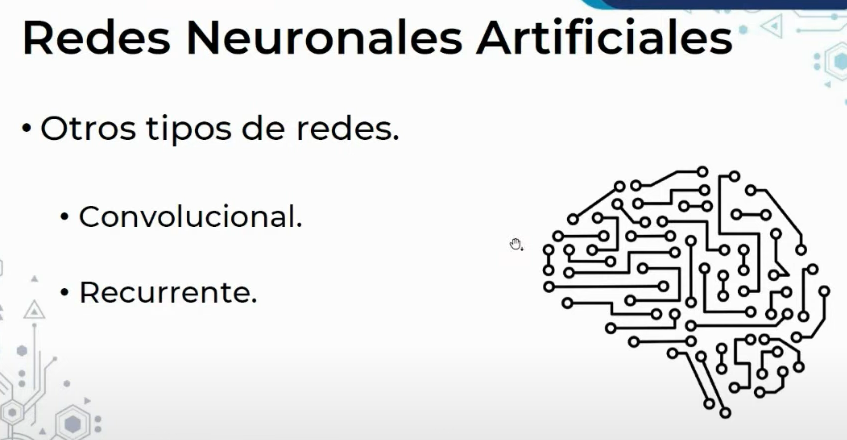 Redes Neuronales Artificiales
• Otros tipos de redes.
• Convolucional.
• Recurrente.